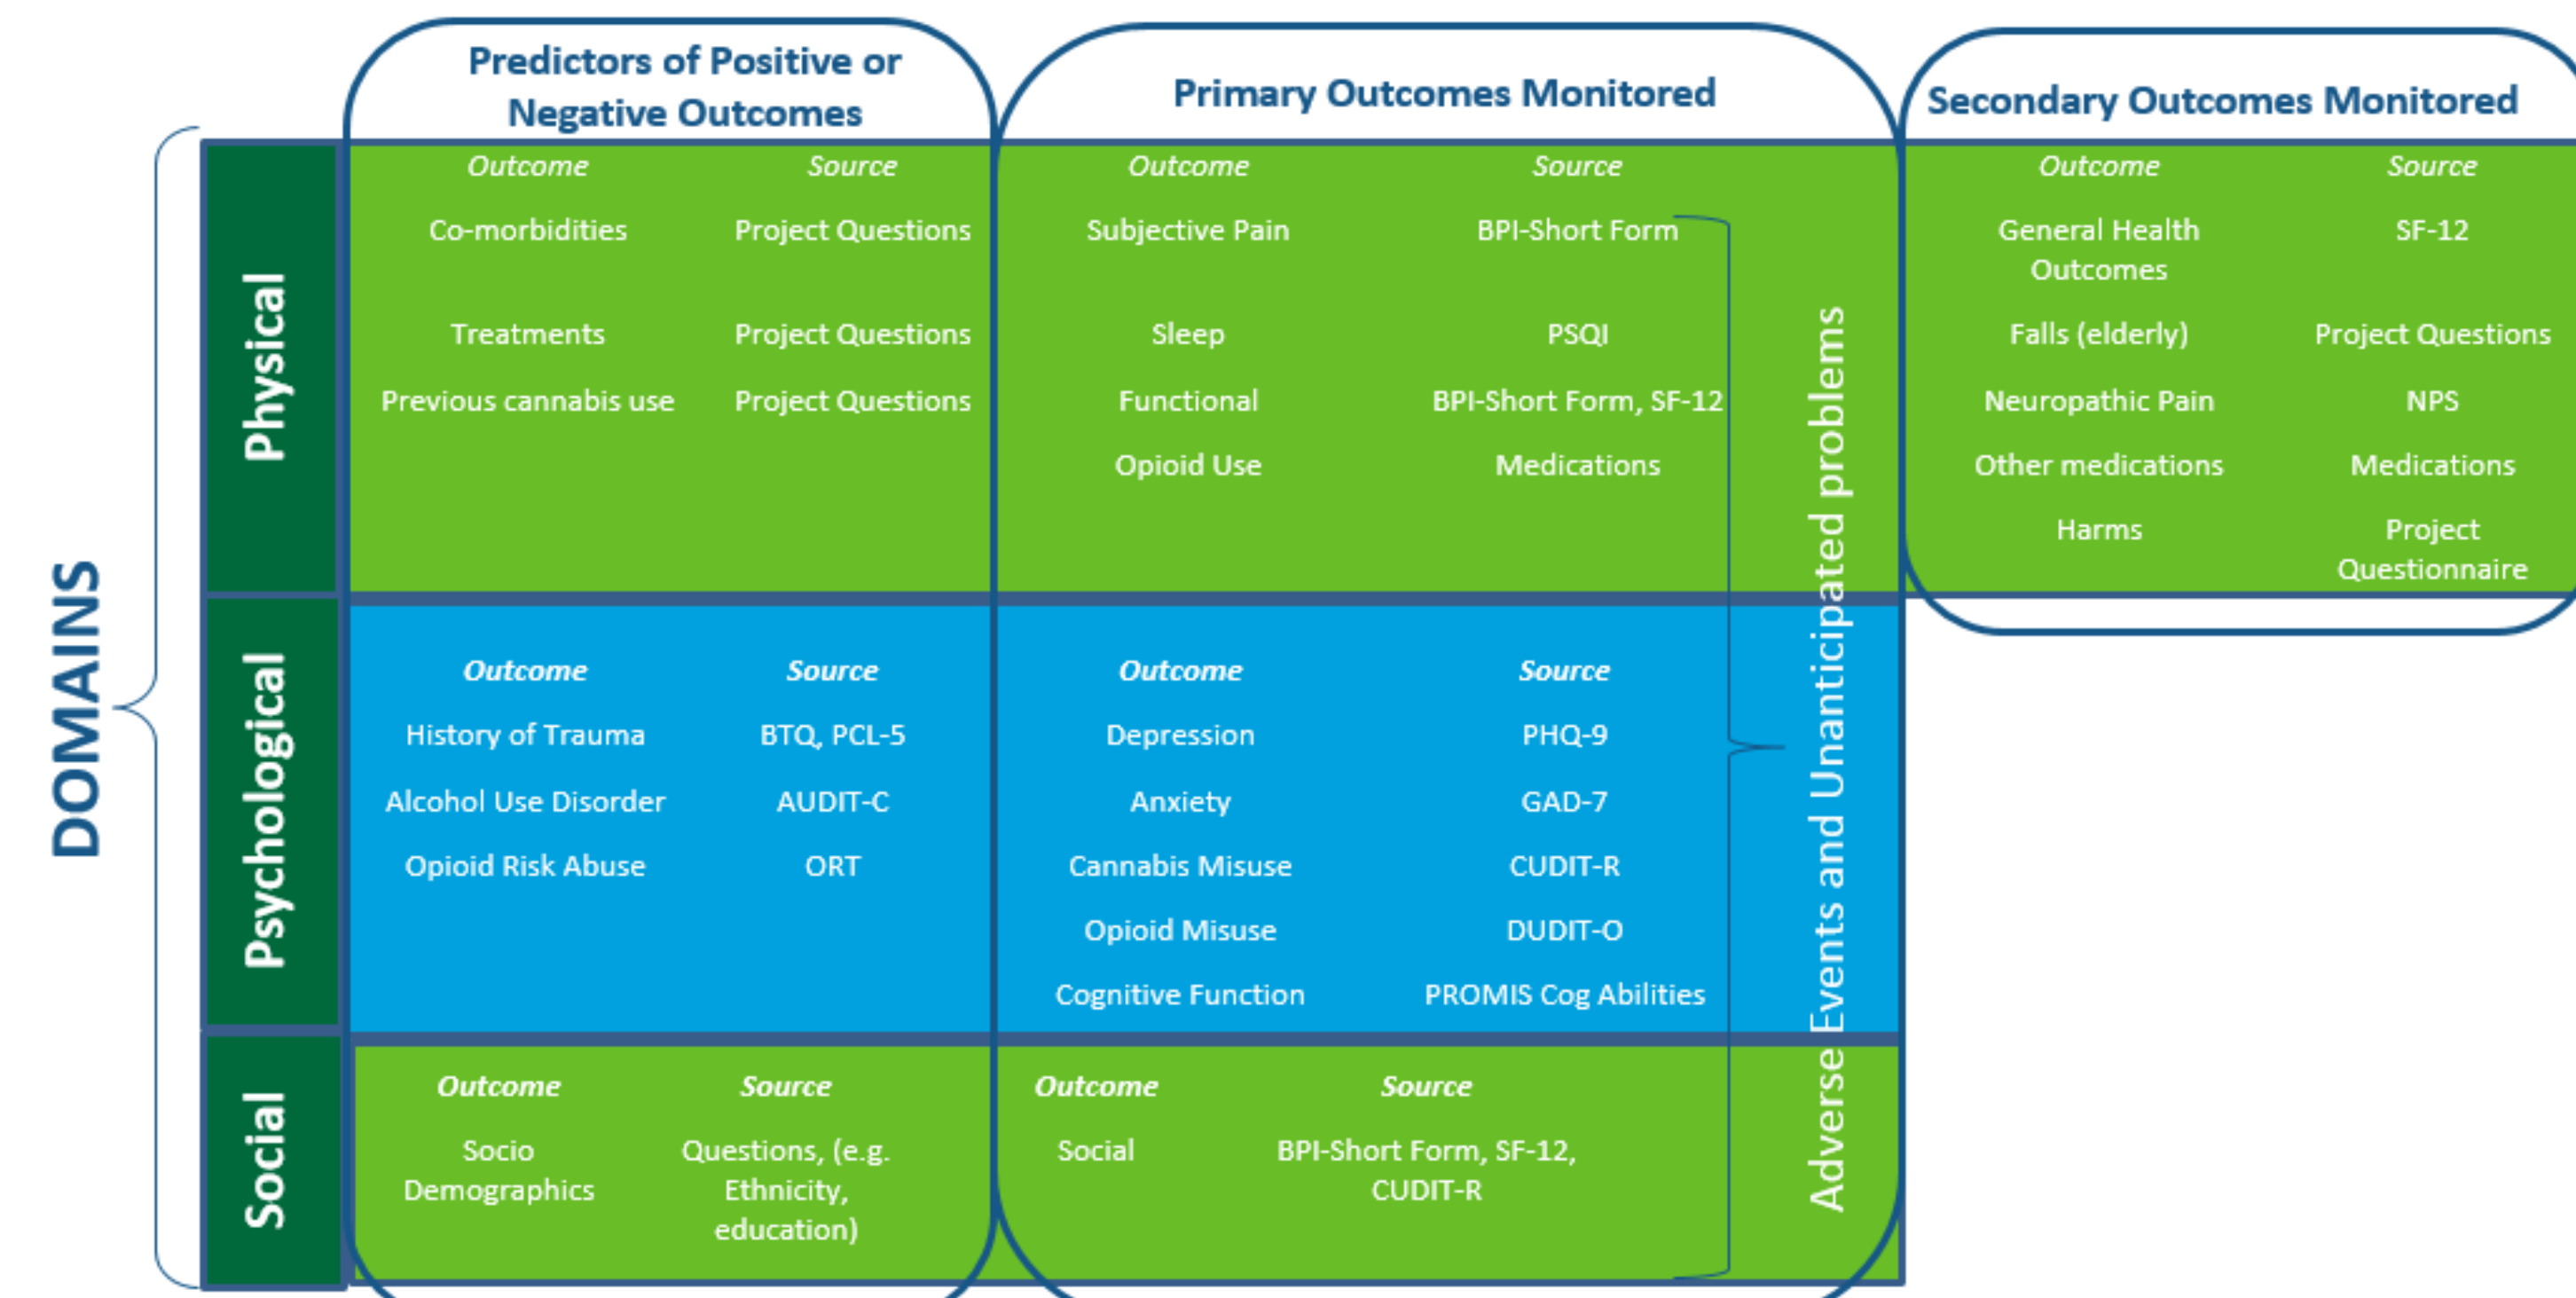 Predictors of Positive or
Negative Outcomes
Primary Outcomes Monitored
Secondary Outcomes Monitored
DOMAINS
Physical
Outcome Source
Co-morbidities Project Questions
Treatments Project Questions
Previous cannabis use Project Questions
Outcome Source
Subjective Pain BPI-Short Form
Sleep PSQI
Functional BPI-Short Form, SF-12
Opioid Use Medications
Outcome Source
General Health SF-12
Outcomes
Falls (elderly) Project Questions
Neuropathic Pain NPS
Other medications Medications
Harms Project
Questionnaire
Psychological
Outcome Source
History of Trauma BTQ, PCL-5
Alcohol Use Disorder AUDIT-C
Opioid Risk Abuse ORT
Outcome Source
Depression PHQ-9
Anxiety GAD-7
Cannabis Misuse CUDIT-R
Opioid Misuse DUDIT-O
Cognitive Function PROMIS Cog Abilities
Social
Outcome Source
Socio Questions, (e.g.
Demographics Ethnicity,
education)
Outcome Source
Social BPI-Short Form, SF-12,
CUDIT-R
Adverse Events and Unanticipated problems